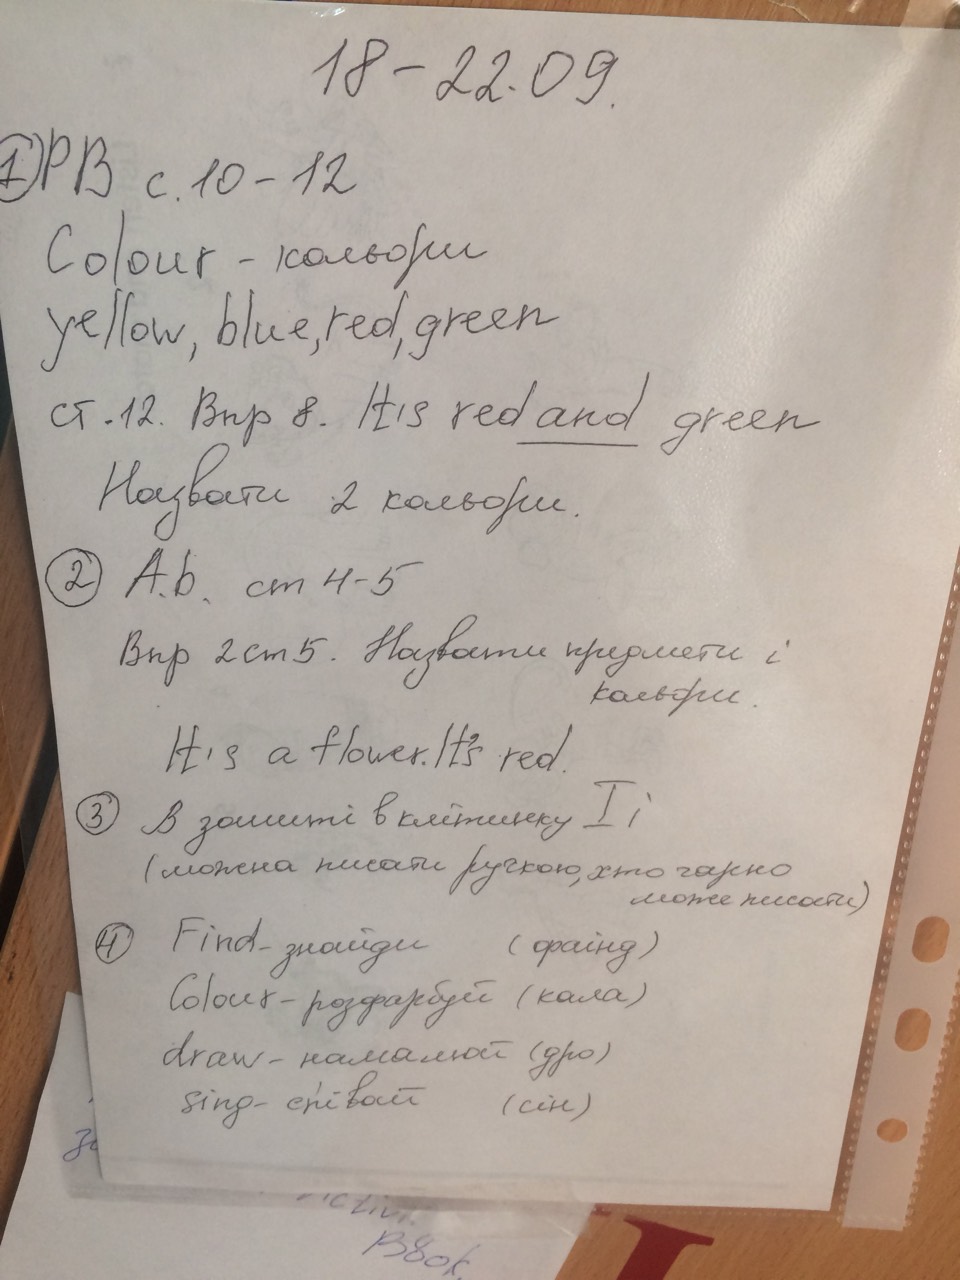 18-22.09.
① PB с. 10-12
Colour - кольори
yellow, blue, red, green
ст. 12. Впр 8. It's red and green
Назвати 2 кольори.
② A.b. ст 4-5
Впр 2 ст 5. Назвати предмети і
кольори.
It's a flower. It's red.
③ В зошиті в клітинку I i
(можна писати ручкою, хто гарно
може писати)
④ Find - знайди (фаінд)
Colour - розфарбуй (кала)
draw - намалюй (дро)
sing - співай (сін)